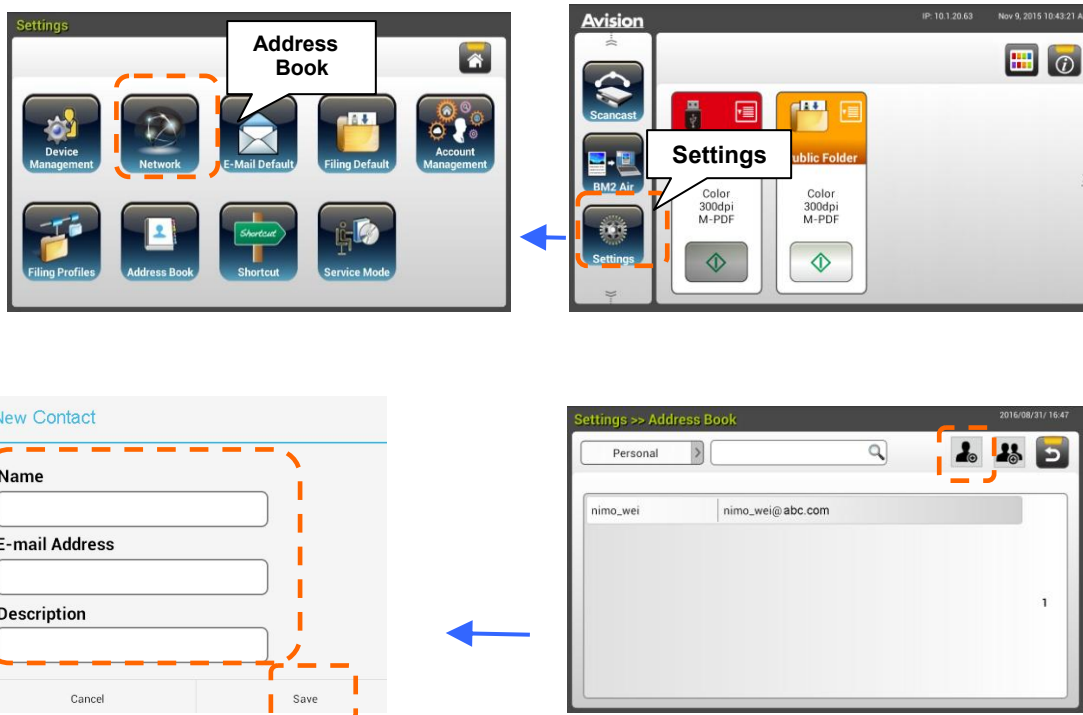 Settings
Address
Book
Device
Management
Network
E-Mail Default
Filing Default
Account
Management
Filing Profiles
Address Book
Shortcut
Shortcut
Service Mode
Avision
IP: 10.1.20.63
Nov 9, 2015 10:43:21 A
Scancast
BM2 Air
Settings
Settings
ublic Folder
Color
300dpi
M-PDF
Color
300dpi
M-PDF
New Contact
Name
E-mail Address
Description
Cancel
Save
Settings >> Address Book
2016/08/31/ 16:47
Personal
nimo_wei
nimo_wei@abc.com
1